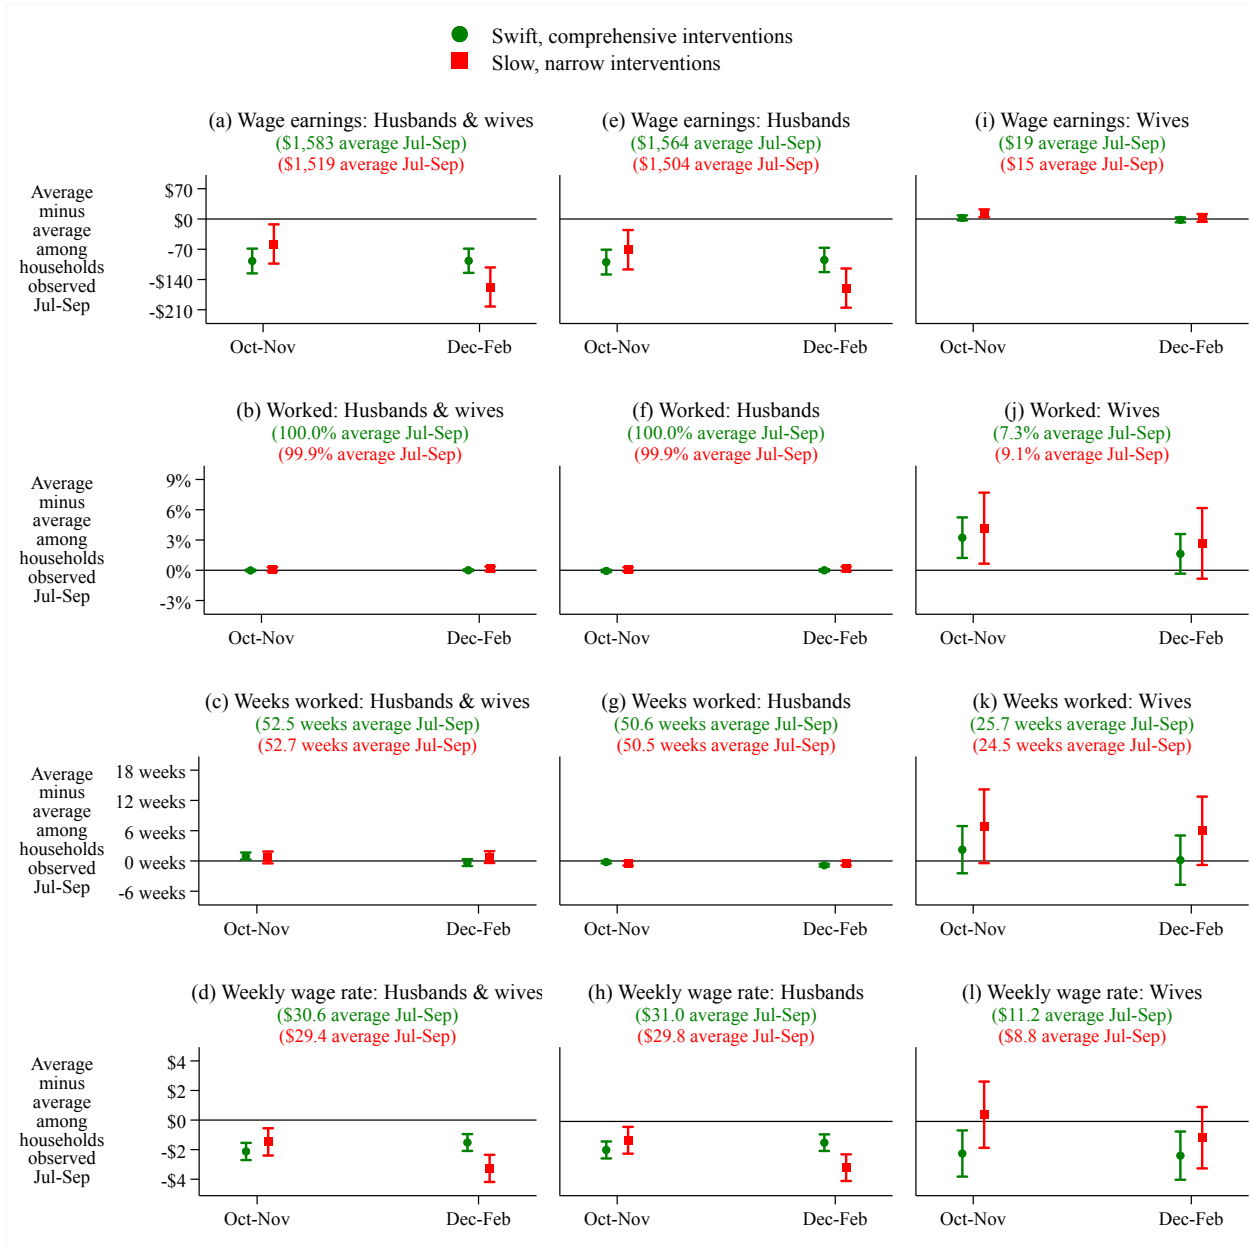 Swift, comprehensive interventions
Slow, narrow interventions
(a) Wage earnings: Husbands & wives
($1,583 average Jul-Sep)
($1,519 average Jul-Sep)
(e) Wage earnings: Husbands
($1,564 average Jul-Sep)
($1,504 average Jul-Sep)
(i) Wage earnings: Wives
($19 average Jul-Sep)
($15 average Jul-Sep)
Average
minus
average
among
households
observed
Jul-Sep
$70
$0
-$70
-$140
-$210
Oct-Nov
Dec-Feb
Oct-Nov
Dec-Feb
Oct-Nov
Dec-Feb
(b) Worked: Husbands & wives
(100.0% average Jul-Sep)
(99.9% average Jul-Sep)
(f) Worked: Husbands
(100.0% average Jul-Sep)
(99.9% average Jul-Sep)
(j) Worked: Wives
(7.3% average Jul-Sep)
(9.1% average Jul-Sep)
Average
minus
average
among
households
observed
Jul-Sep
9%
6%
3%
0%
-3%
Oct-Nov
Dec-Feb
Oct-Nov
Dec-Feb
Oct-Nov
Dec-Feb
(c) Weeks worked: Husbands & wives
(52.5 weeks average Jul-Sep)
(52.7 weeks average Jul-Sep)
(g) Weeks worked: Husbands
(50.6 weeks average Jul-Sep)
(50.5 weeks average Jul-Sep)
(k) Weeks worked: Wives
(25.7 weeks average Jul-Sep)
(24.5 weeks average Jul-Sep)
Average
minus
average
among
households
observed
Jul-Sep
18 weeks
12 weeks
6 weeks
0 weeks
-6 weeks
Oct-Nov
Dec-Feb
Oct-Nov
Dec-Feb
Oct-Nov
Dec-Feb
(d) Weekly wage rate: Husbands & wives
($30.6 average Jul-Sep)
($29.4 average Jul-Sep)
(h) Weekly wage rate: Husbands
($31.0 average Jul-Sep)
($29.8 average Jul-Sep)
(l) Weekly wage rate: Wives
($11.2 average Jul-Sep)
($8.8 average Jul-Sep)
Average
minus
average
among
households
observed
Jul-Sep
$4
$2
$0
-$2
-$4
Oct-Nov
Dec-Feb
Oct-Nov
Dec-Feb
Oct-Nov
Dec-Feb